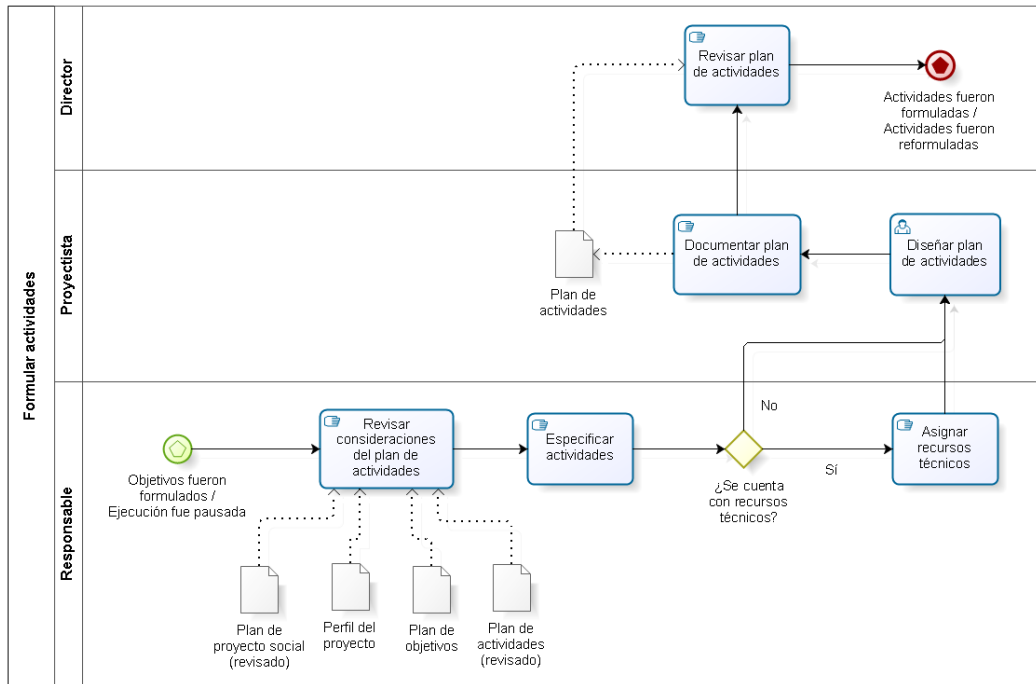 Formular actividades
Director
Revisar plan
de actividades
Actividades fueron
formuladas /
Actividades fueron
reformuladas
Proyectista
Plan de
actividades
Documentar plan
de actividades
Diseñar plan
de actividades
Responsable
Objetivos fueron
formulados /
Ejecución fue pausada
Revisar
consideraciones
del plan de
actividades
Especificar
actividades
¿Se cuenta
con recursos
técnicos?
No
Sí
Asignar
recursos
técnicos
Plan de
proyecto social
(revisado)
Perfil del
proyecto
Plan de
objetivos
Plan de
actividades
(revisado)